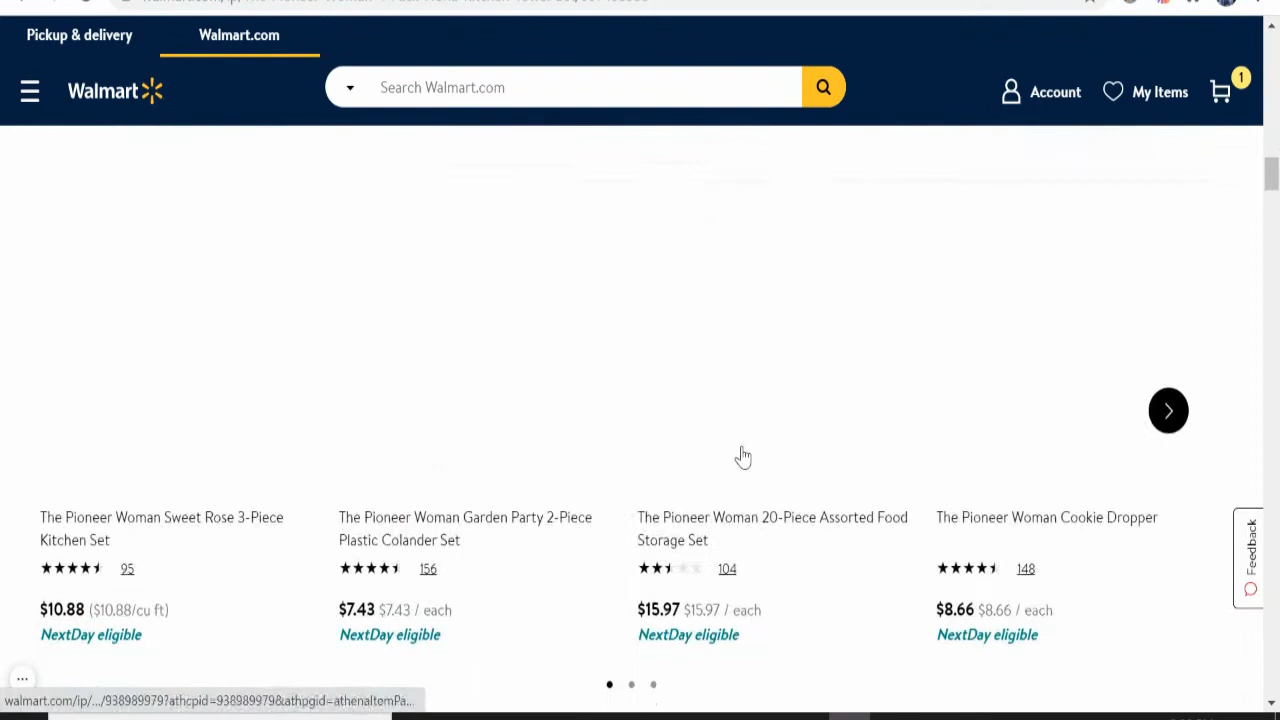 Pickup & delivery
Walmart.com
Walmart
Search Walmart.com
Account
My Items
1
The Pioneer Woman Sweet Rose 3-Piece
Kitchen Set
95
$10.88 ($10.88/cu ft)
NextDay eligible
The Pioneer Woman Garden Party 2-Piece
Plastic Colander Set
156
$7.43 $7.43 / each
NextDay eligible
The Pioneer Woman 20-Piece Assorted Food
Storage Set
104
$15.97 $15.97 / each
NextDay eligible
The Pioneer Woman Cookie Dropper
148
$8.66 $8.66 / each
NextDay eligible
Feedback
...
walmart.com/ip/.../938989979?athcpid=938989979&athpgid=athenaItemPa...